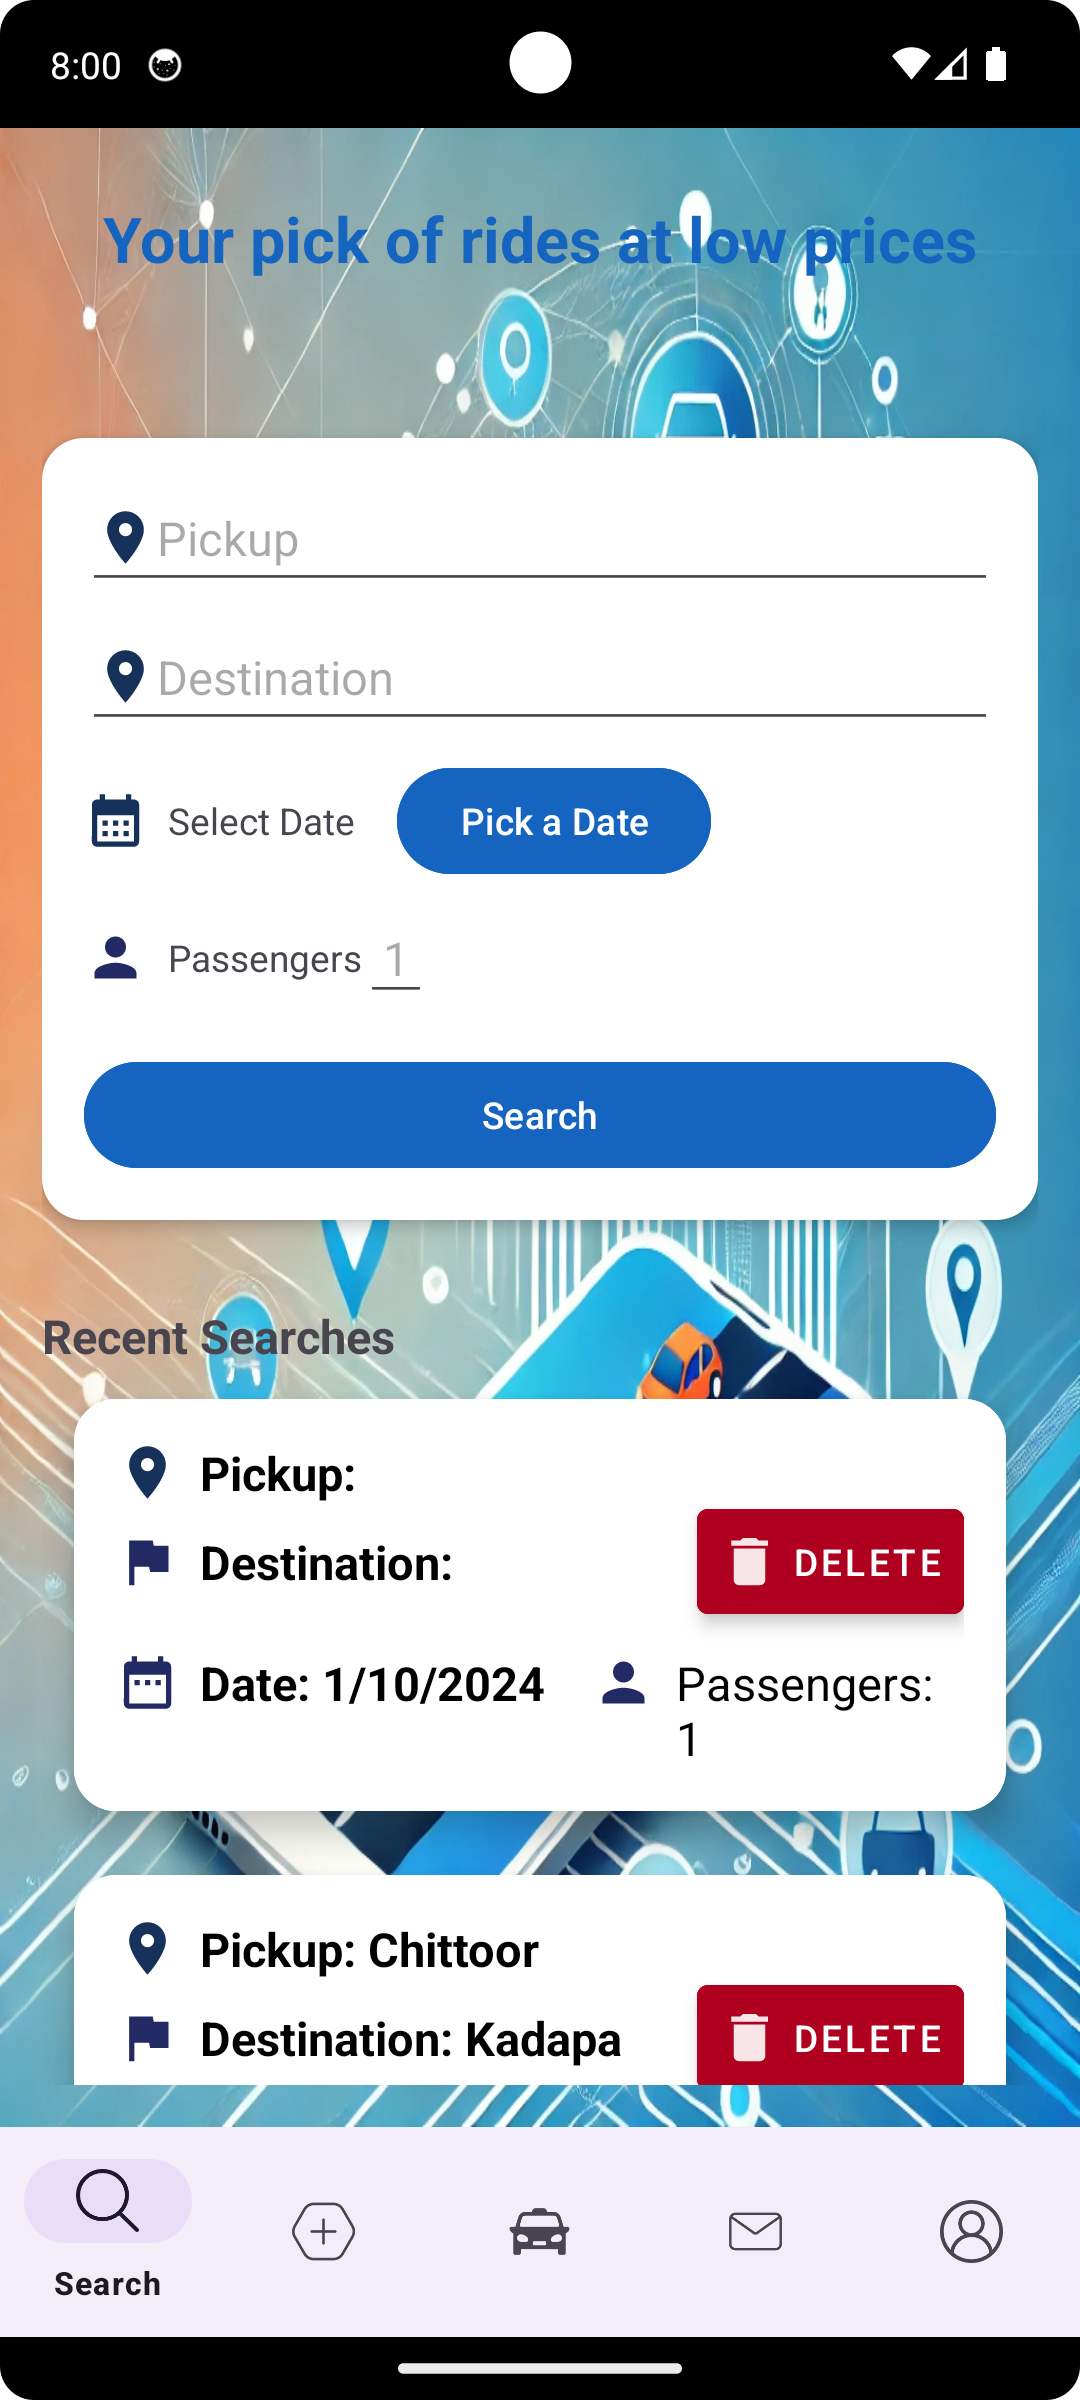 8:00
Your pick of rides at low prices
Pickup
Destination
Select Date
Pick a Date
Passengers 1
Search
Recent Searches
Pickup:
Destination:
DELETE
Date: 1/10/2024
Passengers:
1
Pickup: Chittoor
Destination: Kadapa
DELETE
Search